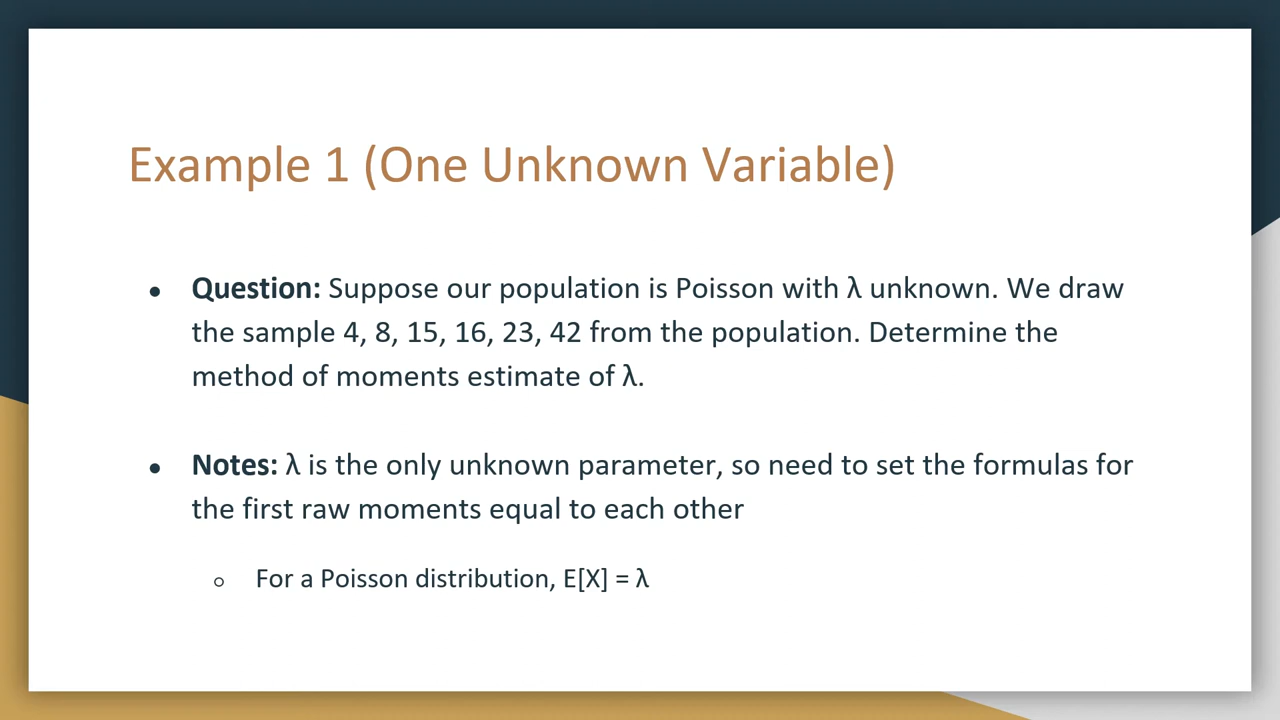 Example 1 (One Unknown Variable)
● Question: Suppose our population is Poisson with λ unknown. We draw
the sample 4, 8, 15, 16, 23, 42 from the population. Determine the
method of moments estimate of λ.
● Notes: λ is the only unknown parameter, so need to set the formulas for
the first raw moments equal to each other
○ For a Poisson distribution, E[X] = λ